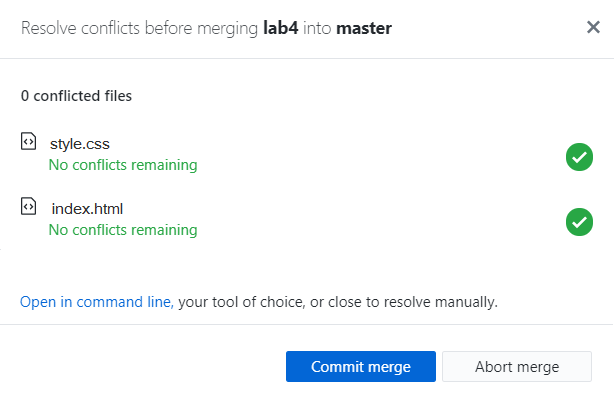 Resolve conflicts before merging lab4 into master
0 conflicted files
style.css
No conflicts remaining
index.html
No conflicts remaining
Open in command line, your tool of choice, or close to resolve manually.
Commit merge
Abort merge